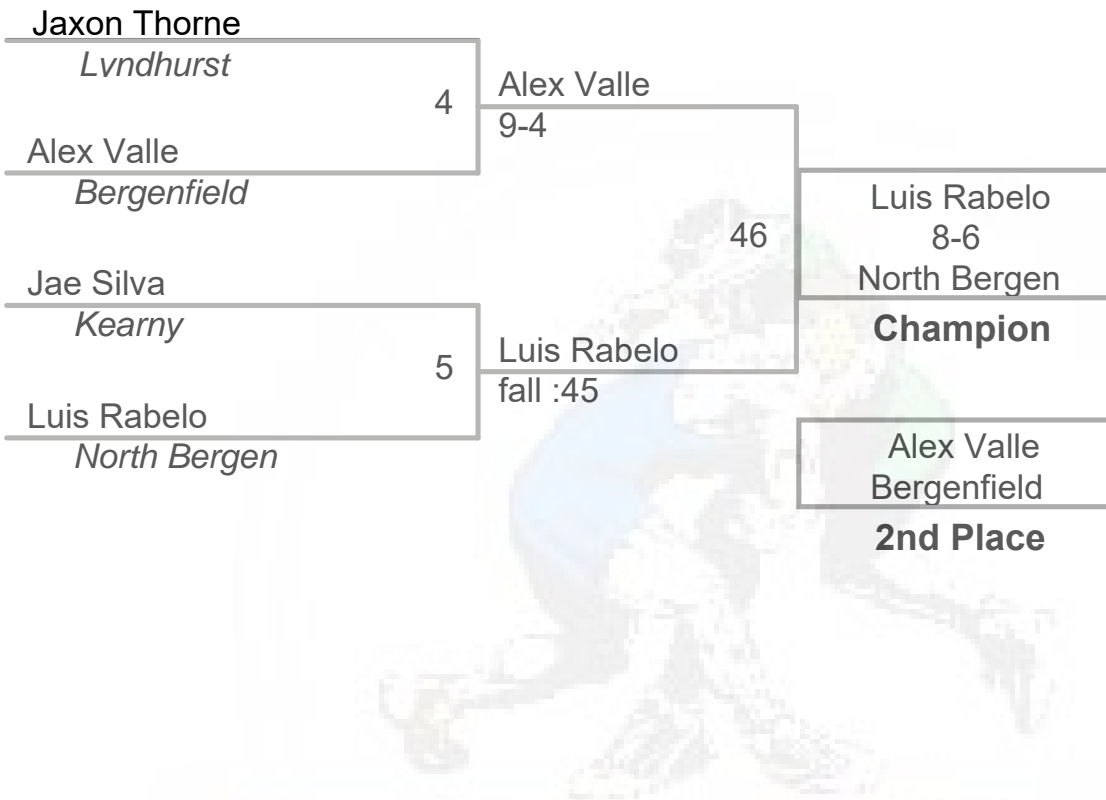 Jaxon Thorne
Lvndhurst
4
Alex Valle
Bergenfield
Alex Valle
9-4
Jae Silva
Kearny
5
Luis Rabelo
North Bergen
Luis Rabelo
fall :45
46
Luis Rabelo
8-6
North Bergen
Champion
Alex Valle
Bergenfield
2nd Place